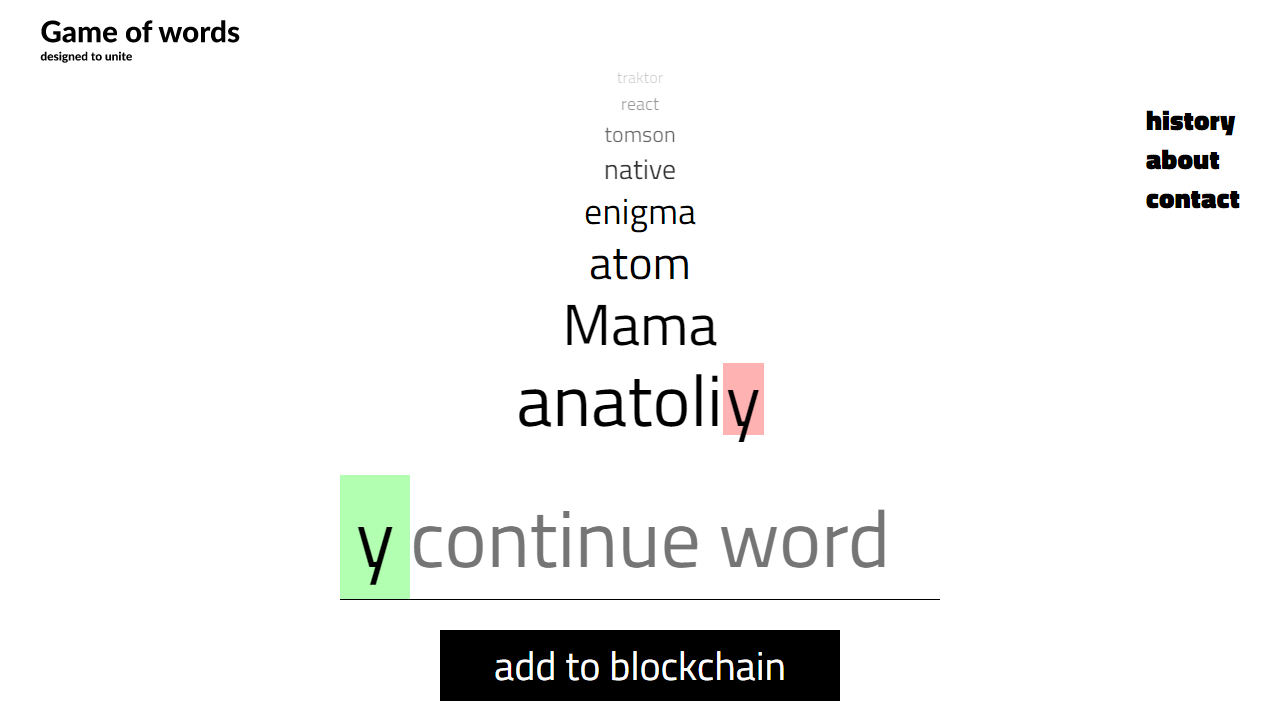 Game of words
designed to unite
traktor
react
tomson
native
enigma
atom
Mama
anatoliy
history
about
contact
y continue word
add to blockchain